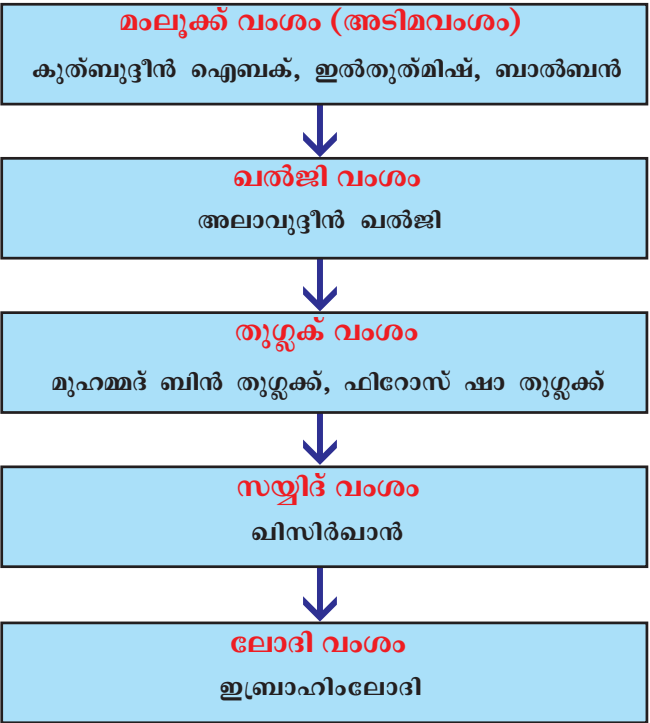 മംലൂക്ക് വംശം (അടിമവംശം)
കുത്ബുദ്ദീൻ ഐബക്, ഇൽതുത്മിഷ്, ബാൽബൻ
ഖൽജി വംശം
അലാവുദ്ദീൻ ഖൽജി
തുഗ്ലക് വംശം
മുഹമ്മദ് ബിൻ തുഗ്ലക്ക്, ഫിറോസ് ഷാ തുഗ്ലക്ക്
സയ്യിദ് വംശം
ഖിസിർഖാൻ
ലോദി വംശം
ഇബ്രാഹിംലോദി